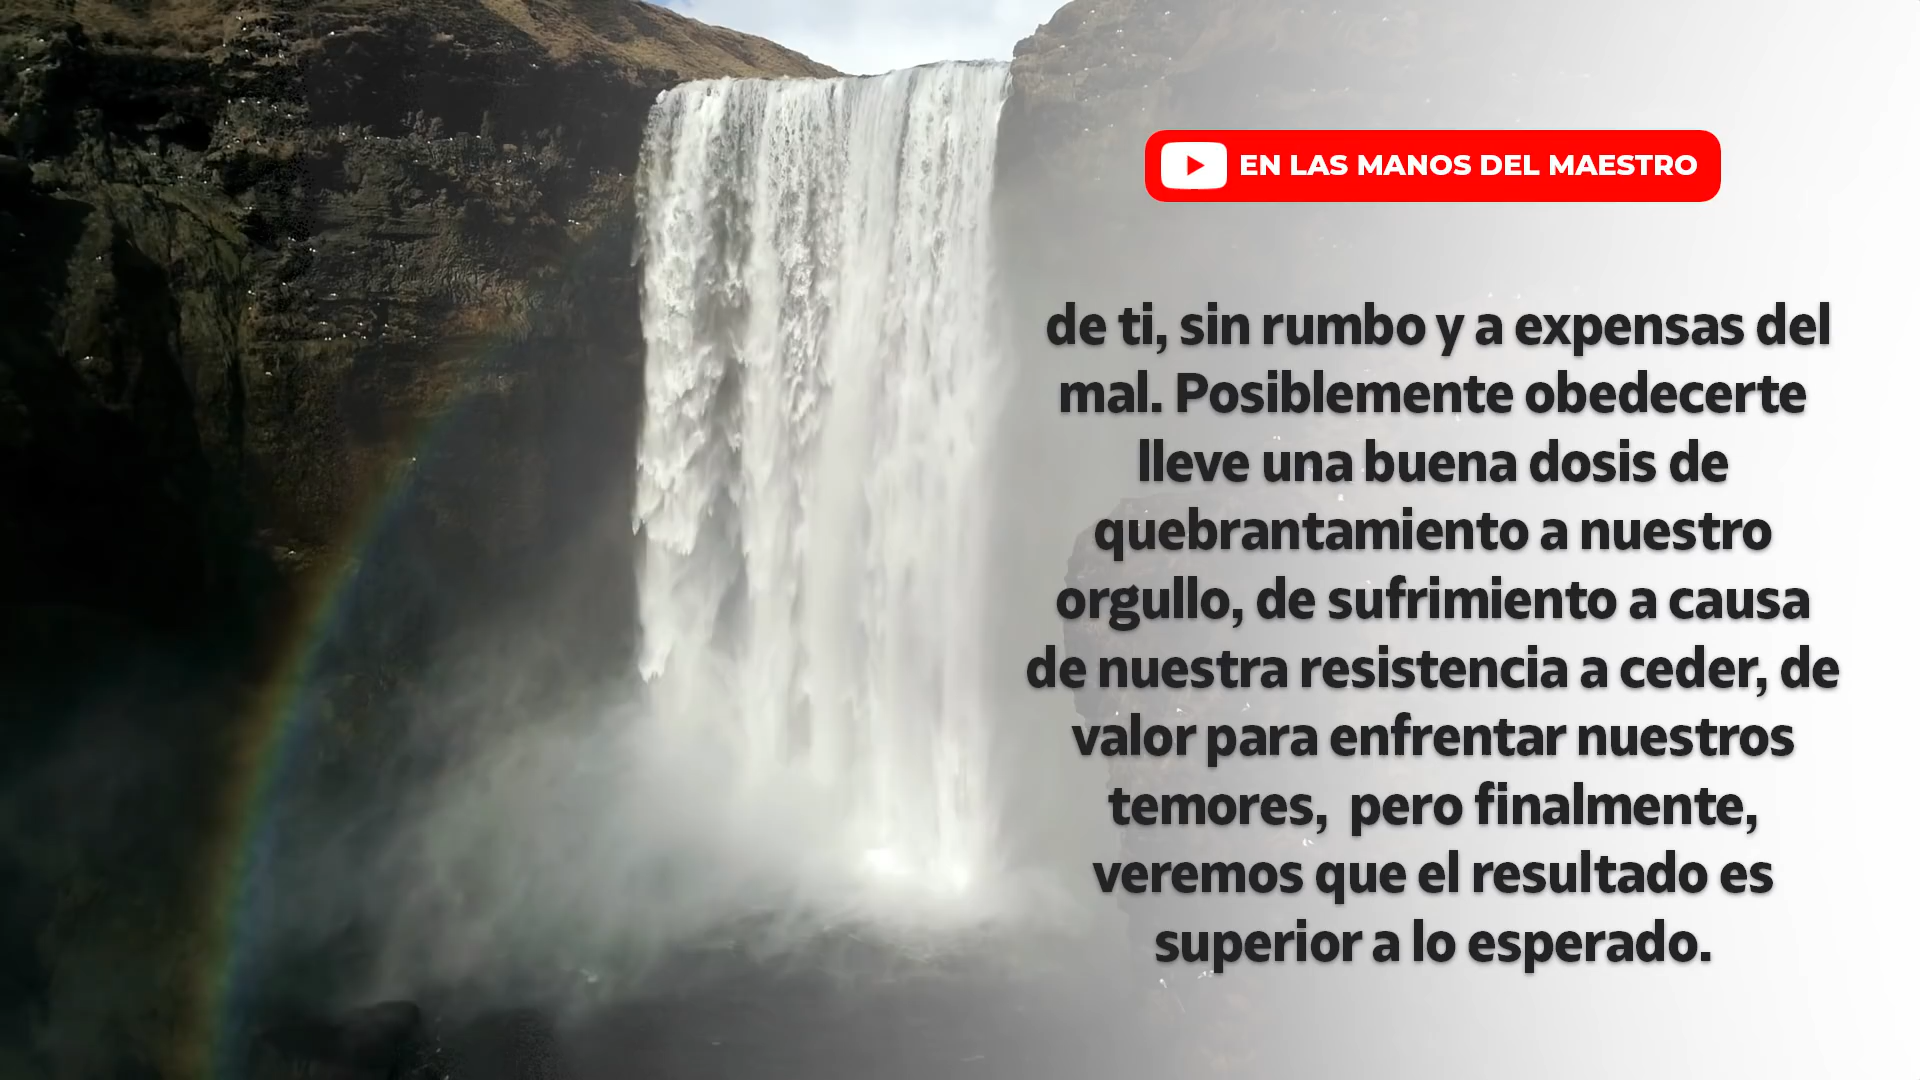 EN LAS MANOS DEL MAESTRO
de ti, sin rumbo y a expensas del
mal. Posiblemente obedecerte
lleve una buena dosis de
quebrantamiento a nuestro
orgullo, de sufrimiento a causa
de nuestra resistencia a ceder, de
valor para enfrentar nuestros
temores,  pero finalmente,
veremos que el resultado es
superior a lo esperado.